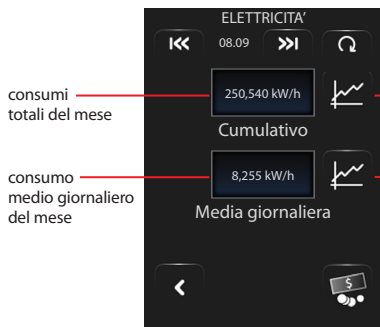 ELETTRICITA’
08.09
250,540 kW/h
consumi
totali del mese
Cumulativo
8,255 kW/h
consumo
medio giornaliero
del mese
Media giornaliera
$